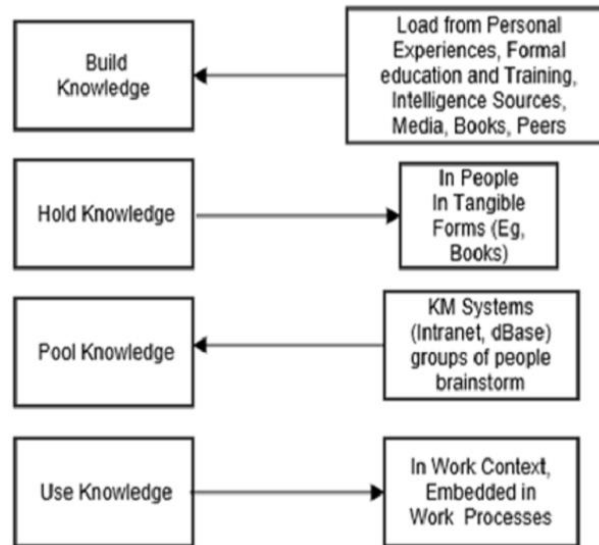 Build
Knowledge
Load from Personal
Experiences, Formal
education and Training,
Intelligence Sources,
Media, Books, Peers
Hold Knowledge
In People
In Tangible
Forms (Eg,
Books)
Pool Knowledge
KM Systems
(Intranet, dBase)
groups of people
brainstorm
Use Knowledge
In Work Context,
Embedded in
Work Processes